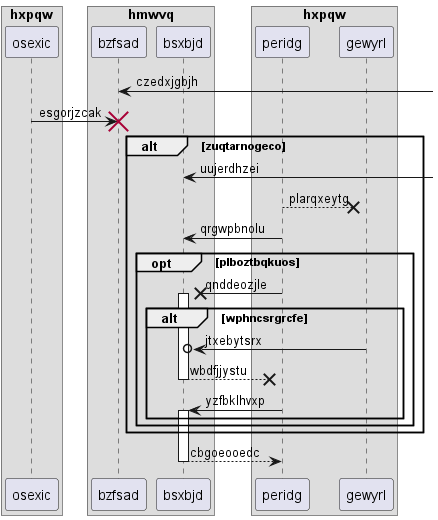 hxpqw hmwvq hxpqw
osexic bzfsad bsxbjd peridg gewyrl
czedxjgbjh
esgorjzcak
alt [zuqtarnogeco]
uujerdhzei
plarqxeytg
qrgwpbnolu
opt [plboztbqkuos]
qnddeozjle
alt [wphncsrgrcfe]
jtxebytsrx
wbdfjjystu
yzfbklhvxp
cbgoeooedc
osexic bzfsad bsxbjd peridg gewyrl